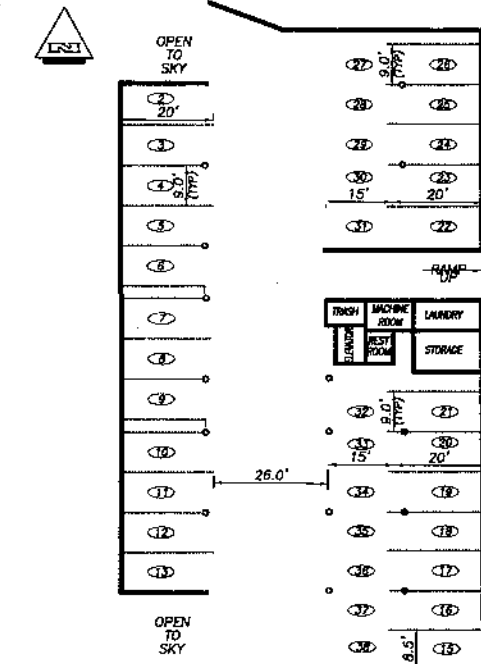 OPEN
TO
SKY
2
20'
3
4
9.0'
(TYP)
5
6
7
8
9
10
11
12
13
OPEN
TO
SKY
26.0'
27
9.0'
(TYP)
26
28
25
29
24
30
23
15'
20'
31
22
RAMP
UP
TRASH
MACHINE
ROOM
LAUNDRY
ELEVATOR
REST
ROOM
STORAGE
32
9.0'
(TYP)
21
33
20
15'
20'
34
19
35
18
36
17
37
16
38
8.5'
15